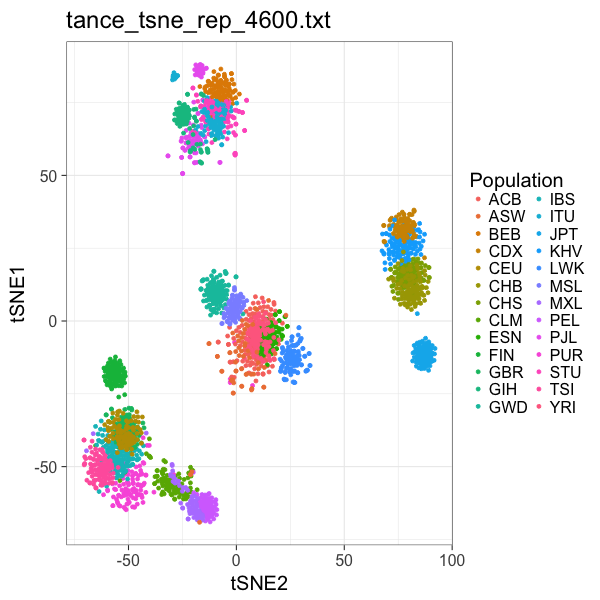 tance_tsne_rep_4600.txt
50
0
-50
tSNE1
-50 0 50 100
tSNE2
Population
ACB IBS
ASW ITU
BEB JPT
CDX KHV
CEU LWK
CHB MSL
CHS MXL
CLM PEL
ESN PJL
FIN PUR
GBR STU
GIH TSI
GWD YRI